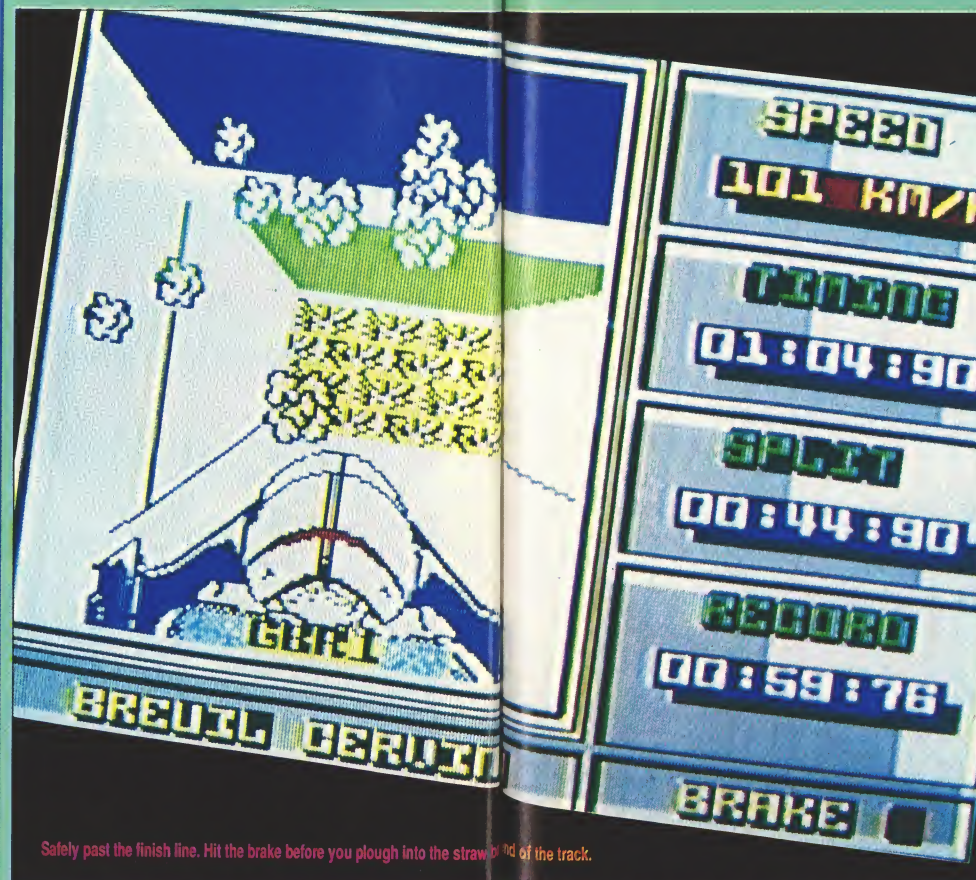 SPEED
101 KM/
TIMING
01:04:90
SPLIT
00:44:90
RECORD
00:59:76
GBR1
BREUIL CERVIN
BRAKE
Safely past the finish line. Hit the brake before you plough into the straw of the track.